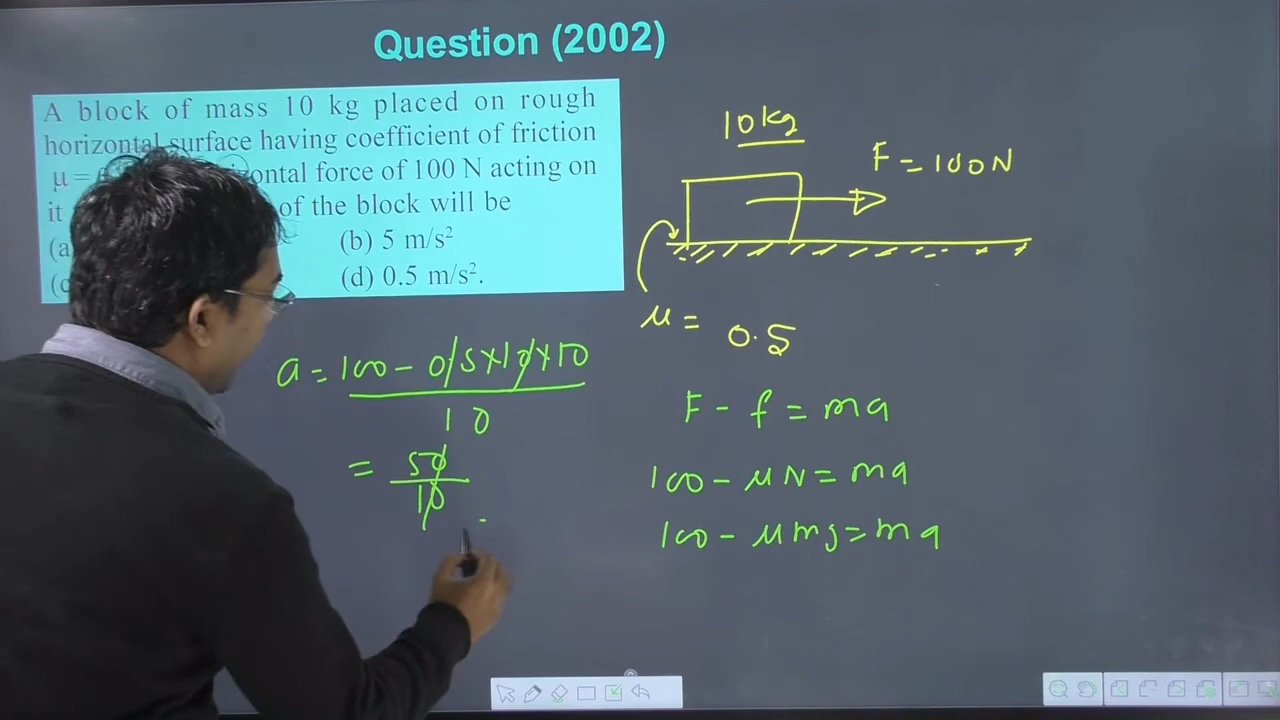 Question (2002)
A block of mass 10 kg placed on rough
horizontal surface having coefficient of friction
μ = horizontal force of 100 N acting on
it of the block will be
(a (b) 5 m/s²
(c (d) 0.5 m/s².
10kg
F = 100N
μ = 0.5
a = 100 - 0.5×10×10
10
= 50
10
F - f = ma
100 - μN = ma
100 - μmg = ma